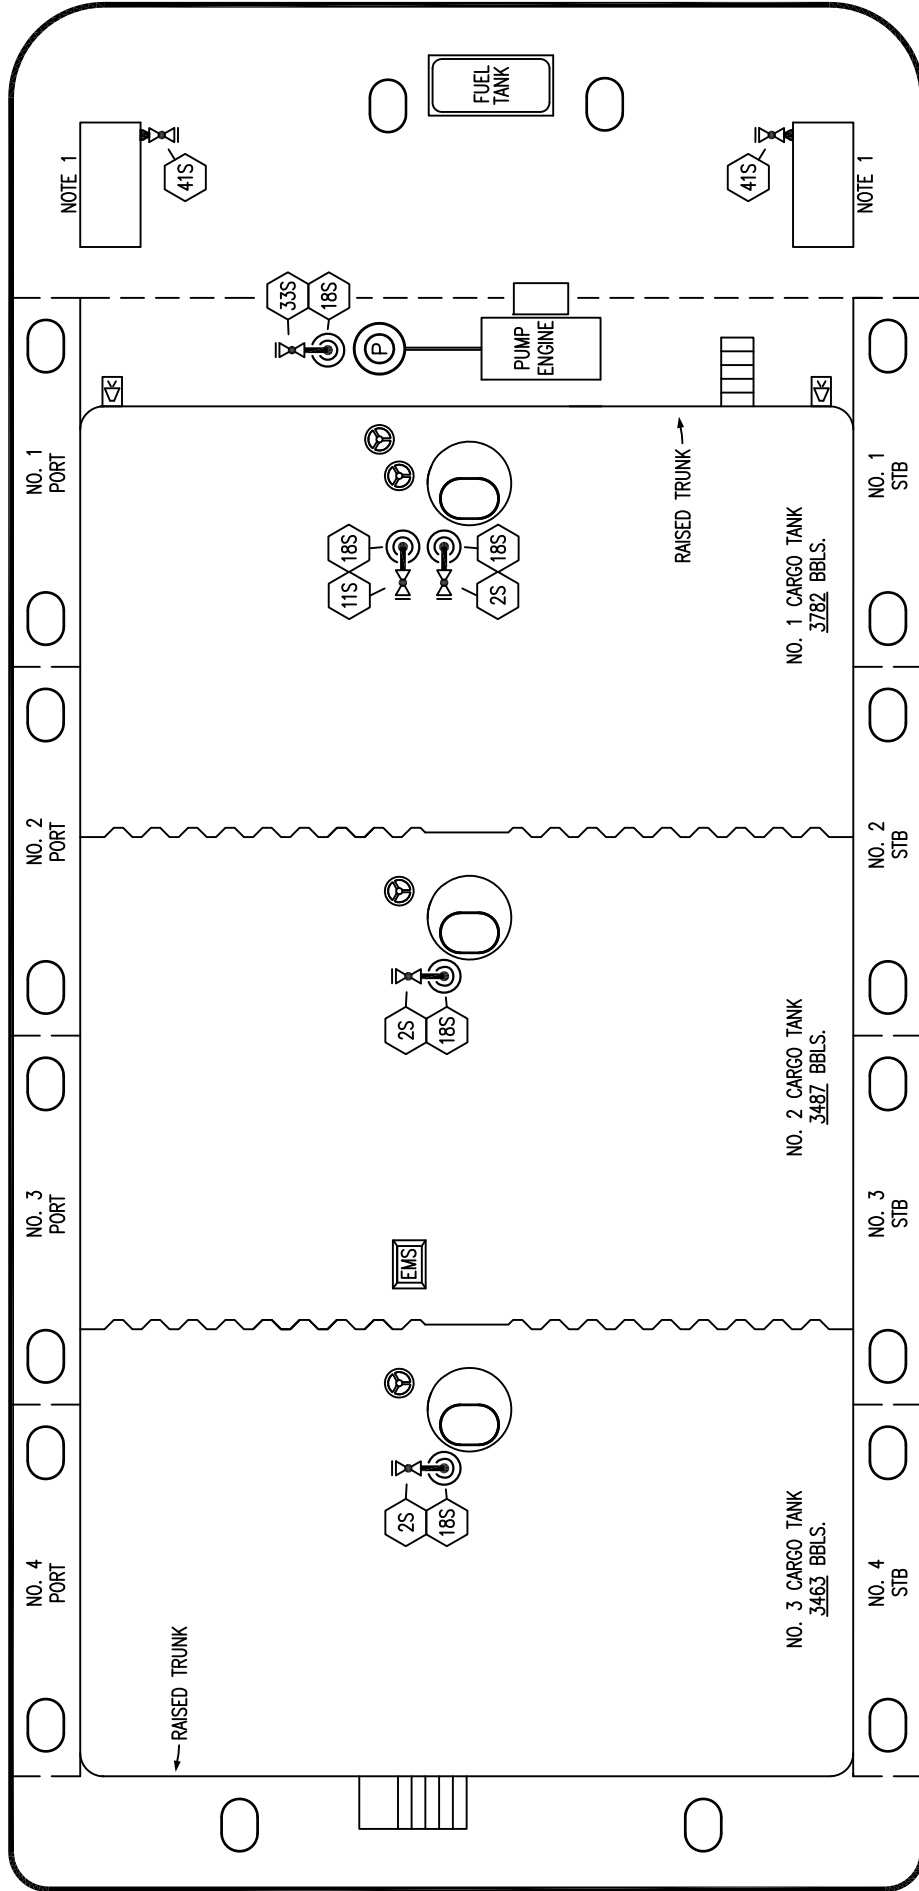 FUEL
TANK
NOTE 1
41S
41S
NOTE 1
33S
18S
P
PUMP
ENGINE
NO. 1
PORT
RAISED TRUNK
NO. 1
STB
18S
11S
18S
2S
NO. 1 CARGO TANK
3782 BBLS.
NO. 2
PORT
NO. 2
STB
2S
18S
NO. 2 CARGO TANK
3487 BBLS.
NO. 3
PORT
EMS
NO. 3
STB
2S
18S
NO. 3 CARGO TANK
3463 BBLS.
NO. 4
PORT
NO. 4
STB
RAISED TRUNK